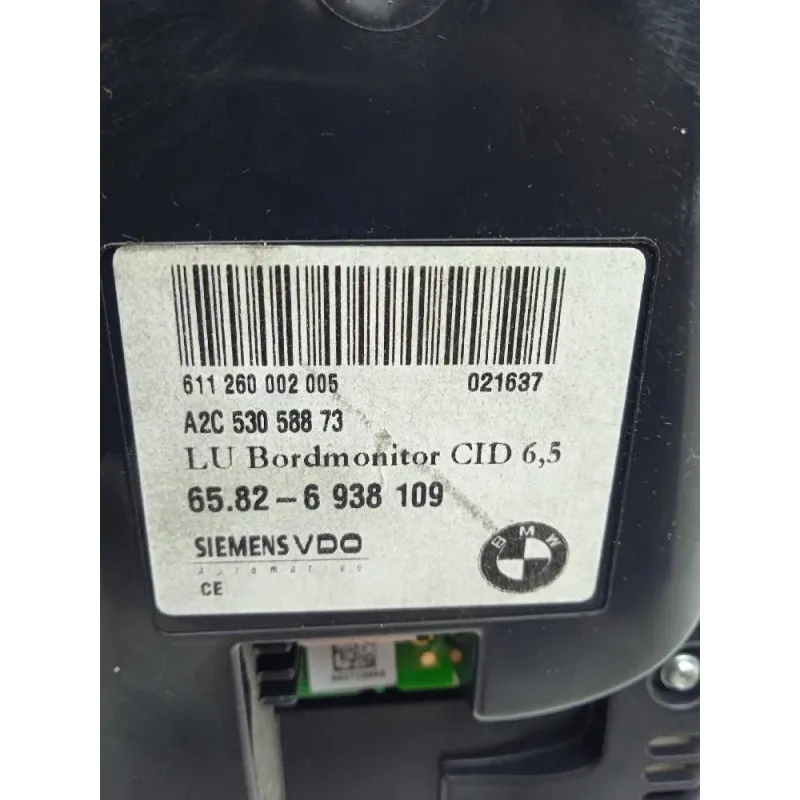 611 260 002 005 021637
A2C 530 588 73
LU Bordmonitor CID 6,5
65.82-6 938 109
SIEMENS VDO
Automotive
CE
BMW